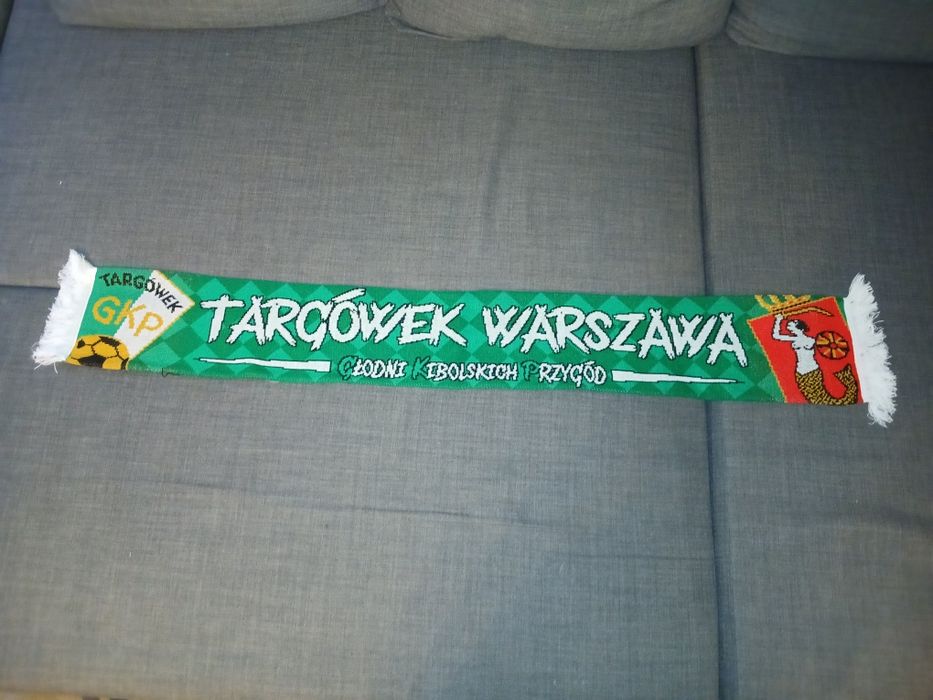 TARGÓWEK
GKP
TARGÓWEK WARSZAWA
GŁODNI KIBOLSKICH PRZYGÓD